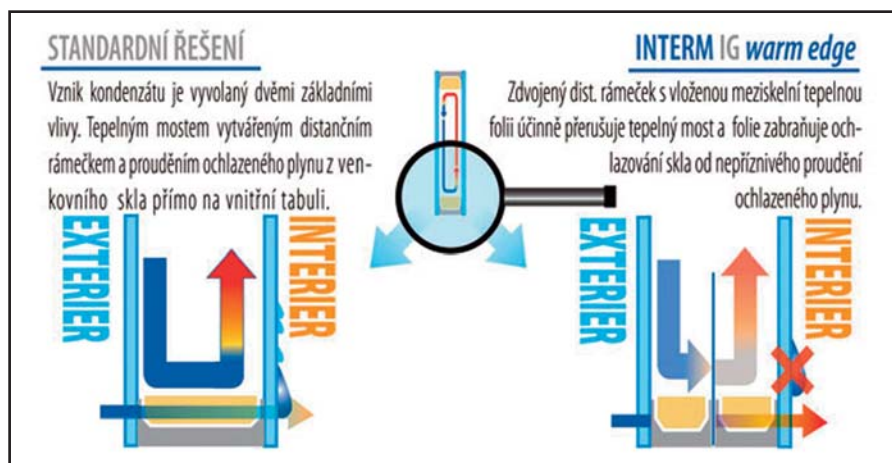 STANDARDNÍ ŘEŠENÍ
Vznik kondenzátu je vyvolaný dvěmi základními
vlivy. Tepelným mostem vytvářeným distančním
rámečkem a prouděním ochlazeného plynu z ven-
kovního skla přímo na vnitřní tabuli.
EXTERIER
INTERIER
INTERM IG warm edge
Zdvojený dist. rámeček s vloženou meziskelní tepelnou
folii účinně přerušuje tepelný most a folie zabraňuje och-
lazování skla od nepříznivého proudění
ochlazeného plynu.
EXTERIER
INTERIER